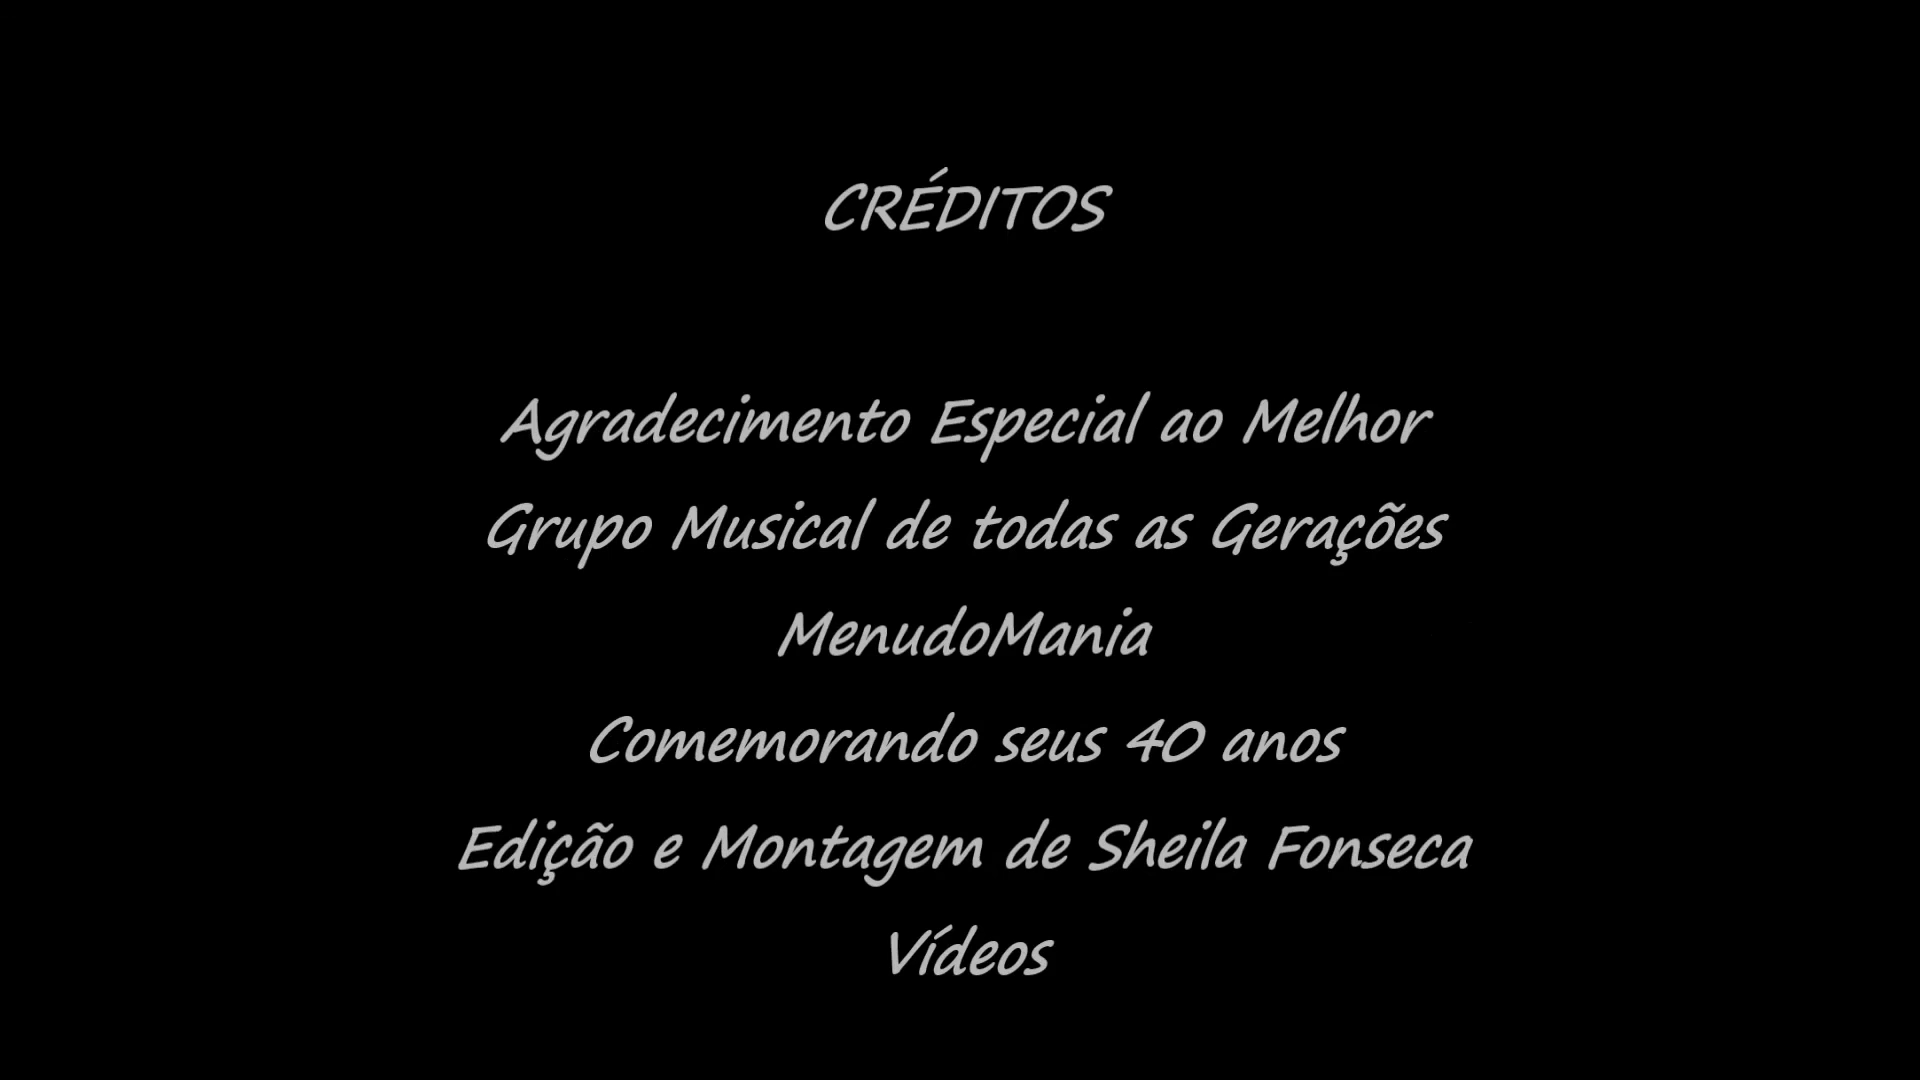 CRÉDITOS
Agradecimento Especial ao Melhor
Grupo Musical de todas as Gerações
MenudoMania
Comemorando seus 40 anos
Edição e Montagem de Sheila Fonseca
Vídeos